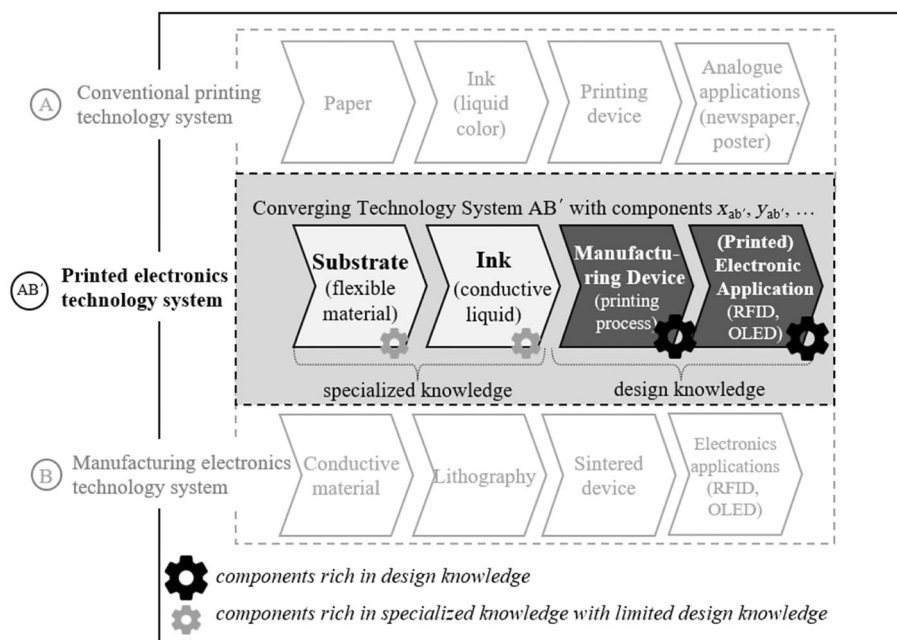 A
Conventional printing
technology system
Paper
Ink
(liquid
color)
Printing
device
Analogue
applications
(newspaper,
poster)
Converging Technology System AB′ with components x_ab′, y_ab′, …
AB′
Printed electronics
technology system
Substrate
(flexible
material)
Ink
(conductive
liquid)
Manufactu-
ring Device
(printing
process)
(Printed)
Electronic
Application
(RFID,
OLED)
specialized knowledge
design knowledge
B
Manufacturing electronics
technology system
Conductive
material
Lithography
Sintered
device
Electronics
applications
(RFID,
OLED)
components rich in design knowledge
components rich in specialized knowledge with limited design knowledge